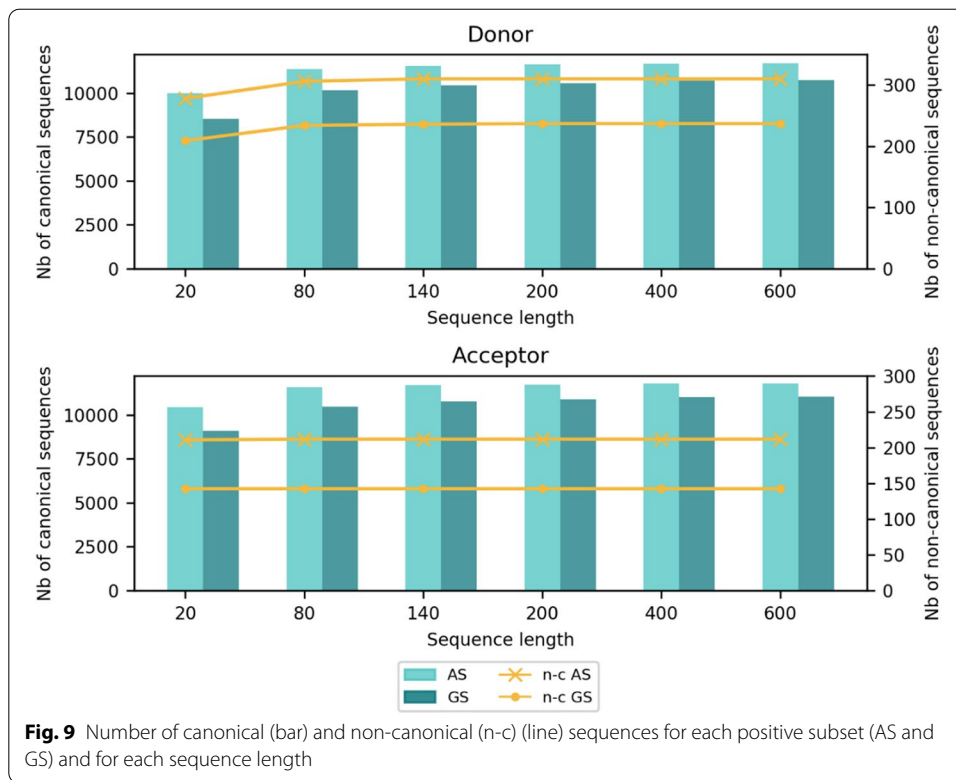 Donor
Nb of canonical sequences
10000
7500
5000
2500
0
300
200
100
0
Nb of non-canonical sequences
20 80 140 200 400 600
Sequence length
Acceptor
Nb of canonical sequences
10000
7500
5000
2500
0
300
250
200
150
100
50
0
Nb of non-canonical sequences
20 80 140 200 400 600
Sequence length
AS n-c AS
GS n-c GS
Fig. 9 Number of canonical (bar) and non-canonical (n-c) (line) sequences for each positive subset (AS and
GS) and for each sequence length